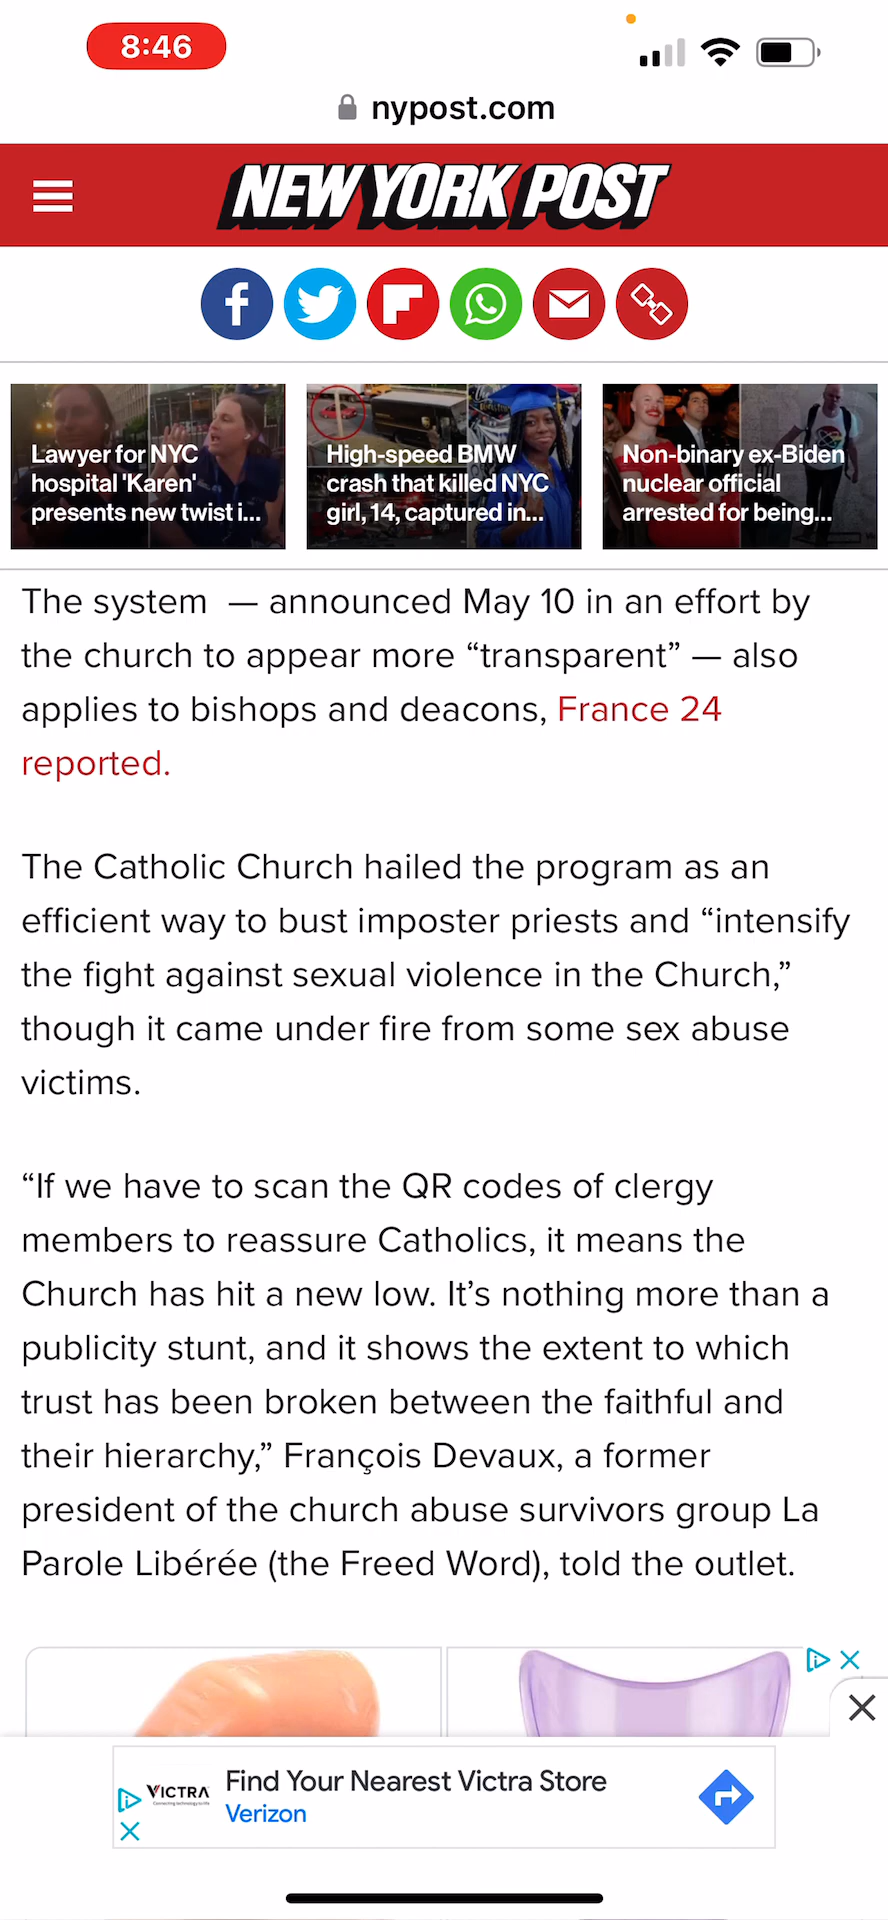 8:46
nypost.com
NEW YORK POST
Lawyer for NYC
hospital 'Karen'
presents new twist i...
High-speed BMW
crash that killed NYC
girl, 14, captured in...
Non-binary ex-Biden
nuclear official
arrested for being...
The system — announced May 10 in an effort by
the church to appear more “transparent” — also
applies to bishops and deacons, France 24
reported.
The Catholic Church hailed the program as an
efficient way to bust imposter priests and “intensify
the fight against sexual violence in the Church,”
though it came under fire from some sex abuse
victims.
“If we have to scan the QR codes of clergy
members to reassure Catholics, it means the
Church has hit a new low. It’s nothing more than a
publicity stunt, and it shows the extent to which
trust has been broken between the faithful and
their hierarchy,” François Devaux, a former
president of the church abuse survivors group La
Parole Libérée (the Freed Word), told the outlet.
VICTRA
Find Your Nearest Victra Store
Verizon